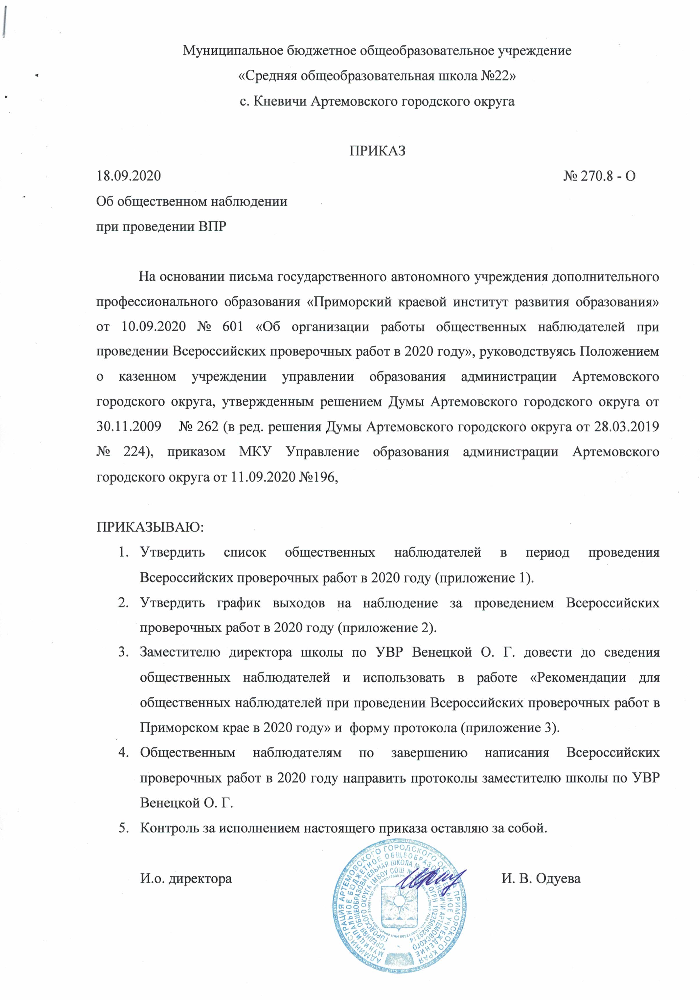 Муниципальное бюджетное общеобразовательное учреждение
«Средняя общеобразовательная школа №22»
с. Кневичи Артемовского городского округа
ПРИКАЗ
18.09.2020 № 270.8 - О
Об общественном наблюдении
при проведении ВПР
На основании письма государственного автономного учреждения дополнительного
профессионального образования «Приморский краевой институт развития образования»
от 10.09.2020 № 601 «Об организации работы общественных наблюдателей при
проведении Всероссийских проверочных работ в 2020 году», руководствуясь Положением
о казенном учреждении управлении образования администрации Артемовского
городского округа, утвержденным решением Думы Артемовского городского округа от
30.11.2009 № 262 (в ред. решения Думы Артемовского городского округа от 28.03.2019
№ 224), приказом МКУ Управление образования администрации Артемовского
городского округа от 11.09.2020 №196,
ПРИКАЗЫВАЮ:
1. Утвердить список общественных наблюдателей в период проведения
Всероссийских проверочных работ в 2020 году (приложение 1).
2. Утвердить график выходов на наблюдение за проведением Всероссийских
проверочных работ в 2020 году (приложение 2).
3. Заместителю директора школы по УВР Венецкой О. Г. довести до сведения
общественных наблюдателей и использовать в работе «Рекомендации для
общественных наблюдателей при проведении Всероссийских проверочных работ в
Приморском крае в 2020 году» и форму протокола (приложение 3).
4. Общественным наблюдателям по завершению написания Всероссийских
проверочных работ в 2020 году направить протоколы заместителю школы по УВР
Венецкой О. Г.
5. Контроль за исполнением настоящего приказа оставляю за собой.
И.о. директора И. В. Одуева
АДМИНИСТРАЦИЯ АРТЕМОВСКОГО ГОРОДСКОГО ОКРУГА ПРИМОРСКОГО КРАЯ
МУНИЦИПАЛЬНОЕ БЮДЖЕТНОЕ ОБЩЕОБРАЗОВАТЕЛЬНОЕ УЧРЕЖДЕНИЕ
"СРЕДНЯЯ ОБЩЕОБРАЗОВАТЕЛЬНАЯ ШКОЛА № КНЕВИЧИ АРТЕМОВСКОГО
ГОРОДСКОГО ОКРУГА (МБОУ СОШ № ОГРН 1022500529314
ИНН 2502017890